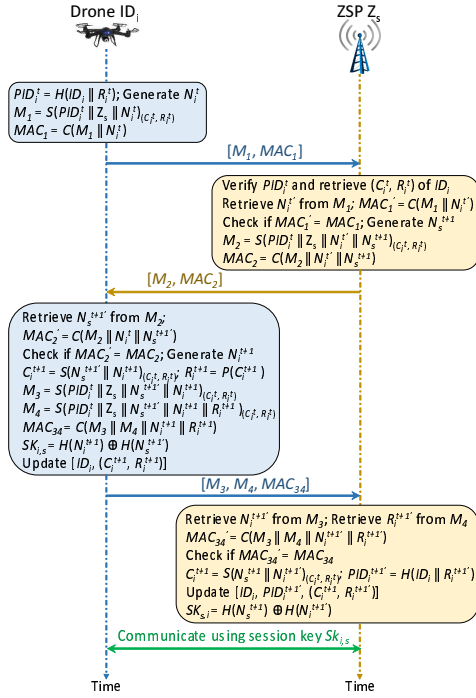 Drone ID_i
ZSP Z_s
PID_i^t = H(ID_i ‖ R_i^t); Generate N_i^t
M_1 = S(PID_i^t ‖ Z_s ‖ N_i^t)_(C_i^t, R_i^t)
MAC_1 = C(M_1 ‖ N_i^t)
[M_1, MAC_1]
Verify PID_i^t and retrieve (C_i^t, R_i^t) of ID_i
Retrieve N_i^t′ from M_1; MAC_1′ = C(M_1 ‖ N_i^t′)
Check if MAC_1′ = MAC_1; Generate N_s^t+1
M_2 = S(PID_i^t ‖ Z_s ‖ N_i^t′ ‖ N_s^t+1)_(C_i^t, R_i^t)
MAC_2 = C(M_2 ‖ N_i^t′ ‖ N_s^t+1)
[M_2, MAC_2]
Retrieve N_s^t+1′ from M_2;
MAC_2′ = C(M_2 ‖ N_i^t ‖ N_s^t+1′)
Check if MAC_2′ = MAC_2; Generate N_i^t+1
C_i^t+1 = S(N_s^t+1′ ‖ N_i^t+1)_(C_i^t, R_i^t); R_i^t+1 = P(C_i^t+1)
M_3 = S(PID_i^t ‖ Z_s ‖ N_s^t+1′ ‖ N_i^t+1)_(C_i^t, R_i^t)
M_4 = S(PID_i^t ‖ Z_s ‖ N_s^t+1′ ‖ N_i^t+1 ‖ R_i^t+1)_(C_i^t, R_i^t)
MAC_34 = C(M_3 ‖ M_4 ‖ N_i^t+1 ‖ R_i^t+1)
SK_i,s = H(N_i^t+1) ⊕ H(N_s^t+1′)
Update [ID_i, (C_i^t+1, R_i^t+1)]
[M_3, M_4, MAC_34]
Retrieve N_i^t+1′ from M_3; Retrieve R_i^t+1′ from M_4
MAC_34′ = C(M_3 ‖ M_4 ‖ N_i^t+1′ ‖ R_i^t+1′)
Check if MAC_34′ = MAC_34
C_i^t+1 = S(N_s^t+1 ‖ N_i^t+1′)_(C_i^t, R_i^t); PID_i^t+1′ = H(ID_i ‖ R_i^t+1′)
Update [ID_i, PID_i^t+1′, (C_i^t+1, R_i^t+1′)]
SK_s,i = H(N_s^t+1) ⊕ H(N_i^t+1′)
Communicate using session key Sk_i,s
Time
Time